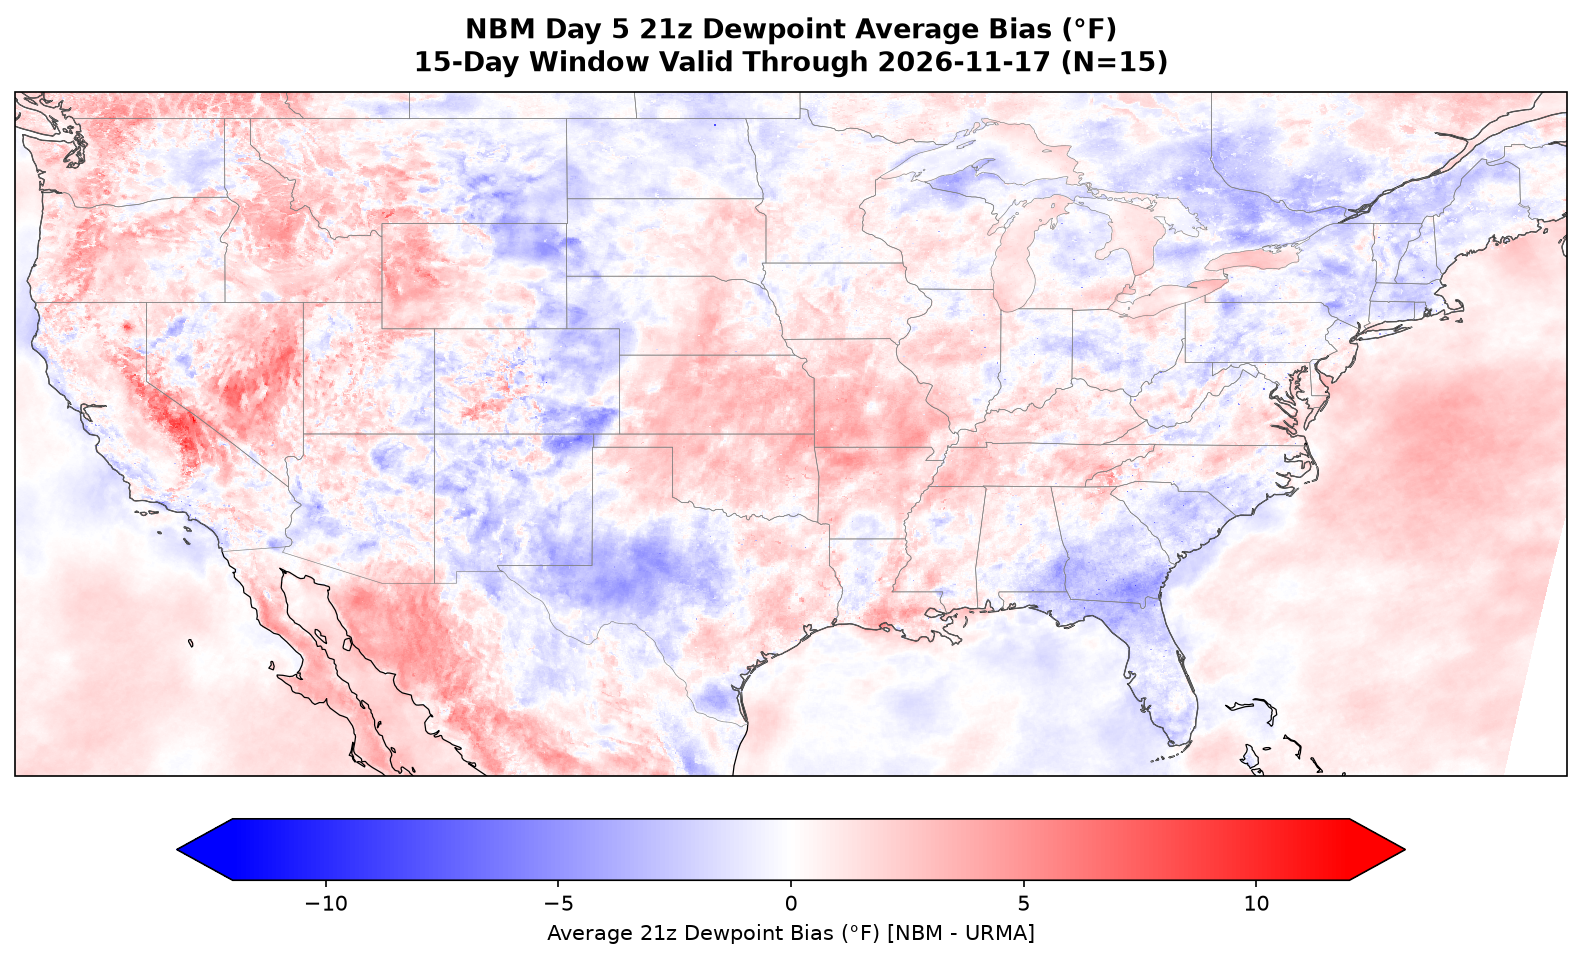 NBM Day 5 21z Dewpoint Average Bias (°F)
15-Day Window Valid Through 2026-11-17 (N=15)
−10 −5 0 5 10
Average 21z Dewpoint Bias (°F) [NBM - URMA]